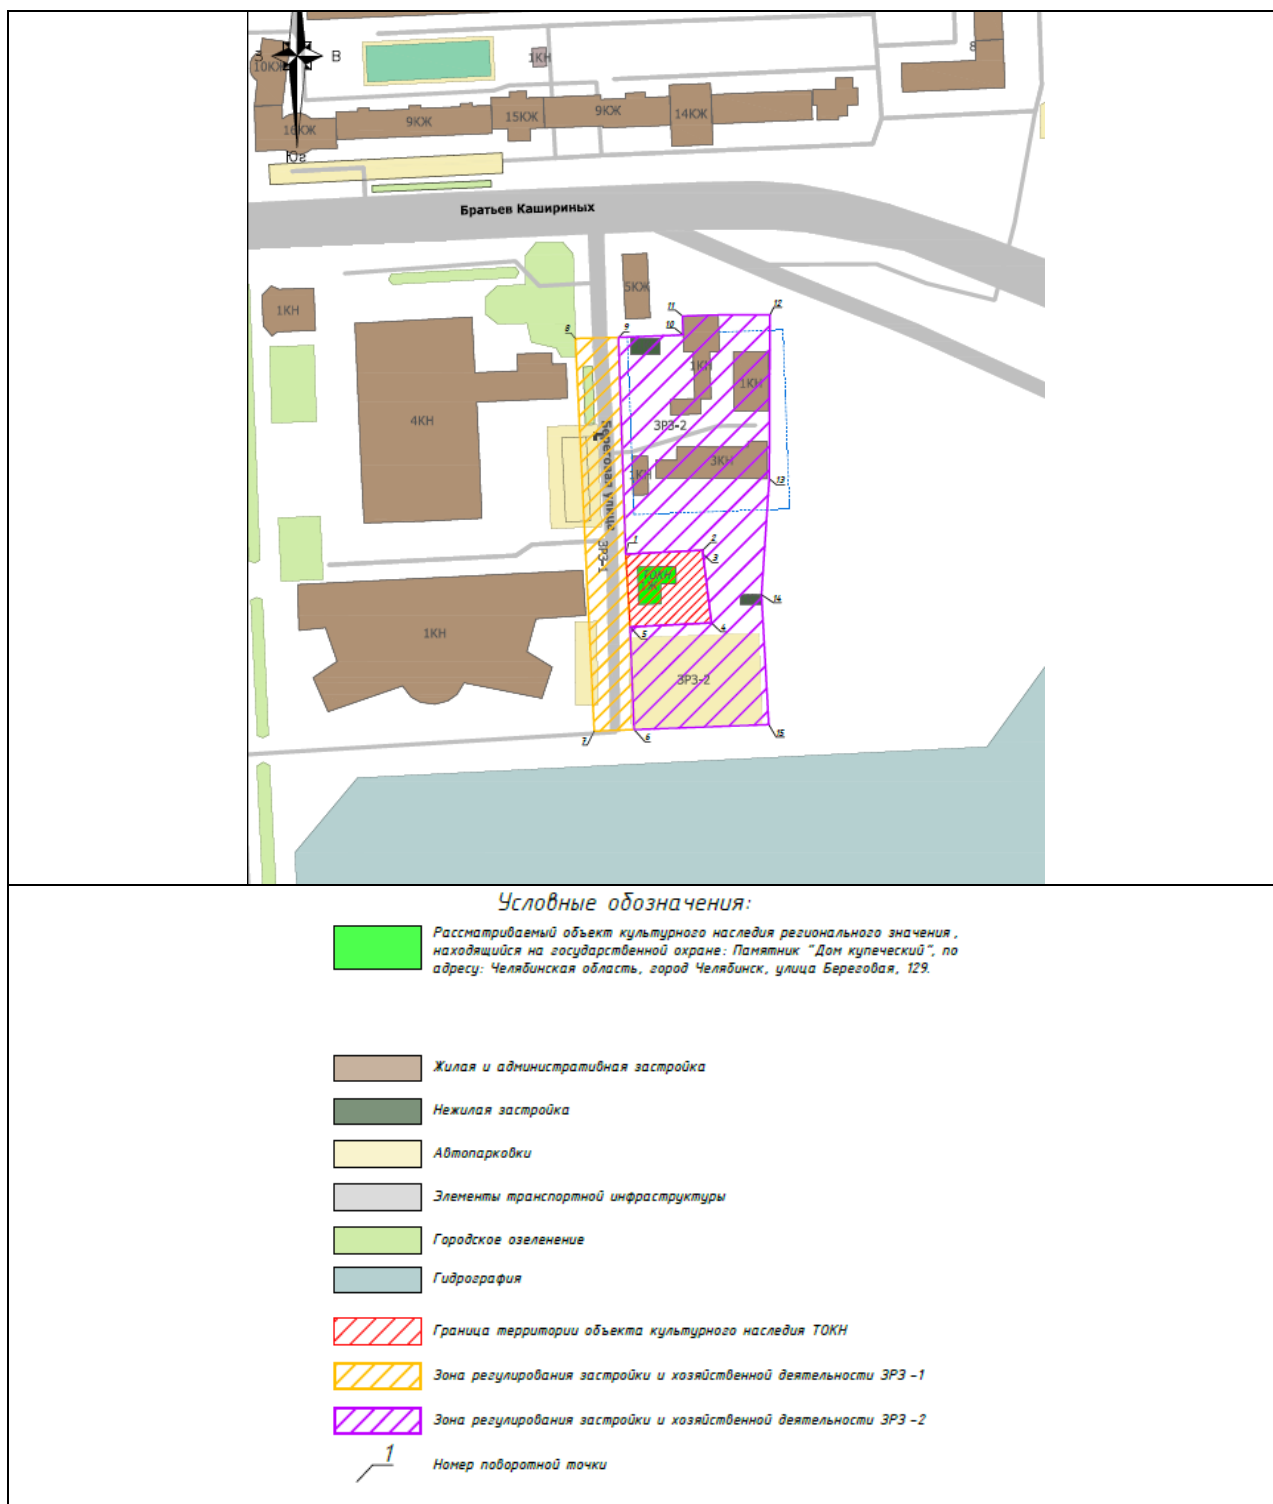 З
В
Юг
10КЖ
1КН
8
16КЖ
9КЖ
15КЖ
9КЖ
14КЖ
Братьев Кашириных
1КН
5КЖ
8
9
10
11
12
4КН
1КН
1КН
ЗРЗ-2
Береговая улица
3КН
1КН
13
ЗРЗ-1
1
2
3
ТОКН
1Ж
14
1КН
5
4
ЗРЗ-2
7
6
15
Условные обозначения:
Рассматриваемый объект культурного наследия регионального значения,
находящийся на государственной охране: Памятник "Дом купеческий", по
адресу: Челябинская область, город Челябинск, улица Береговая, 129.
Жилая и административная застройка
Нежилая застройка
Автопарковки
Элементы транспортной инфраструктуры
Городское озеленение
Гидрография
Граница территории объекта культурного наследия ТОКН
Зона регулирования застройки и хозяйственной деятельности ЗРЗ -1
Зона регулирования застройки и хозяйственной деятельности ЗРЗ -2
1
Номер поворотной точки